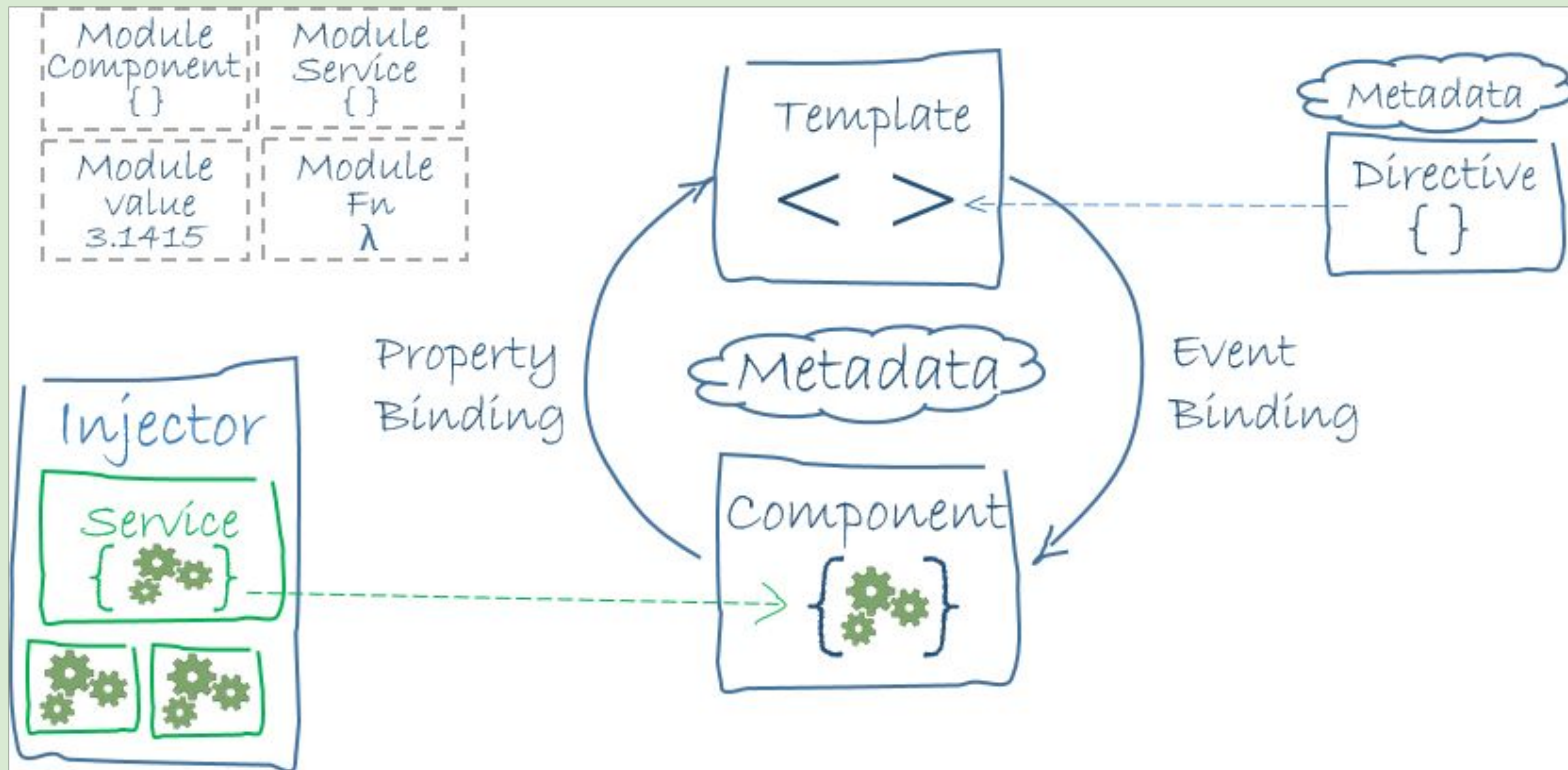 Module
Component
{ }
Module
Service
{ }
Module
value
3.1415
Module
Fn
λ
Template
< >
Metadata
Directive
{ }
Property
Binding
Metadata
Event
Binding
Injector
Service
{ }
Component
{ }